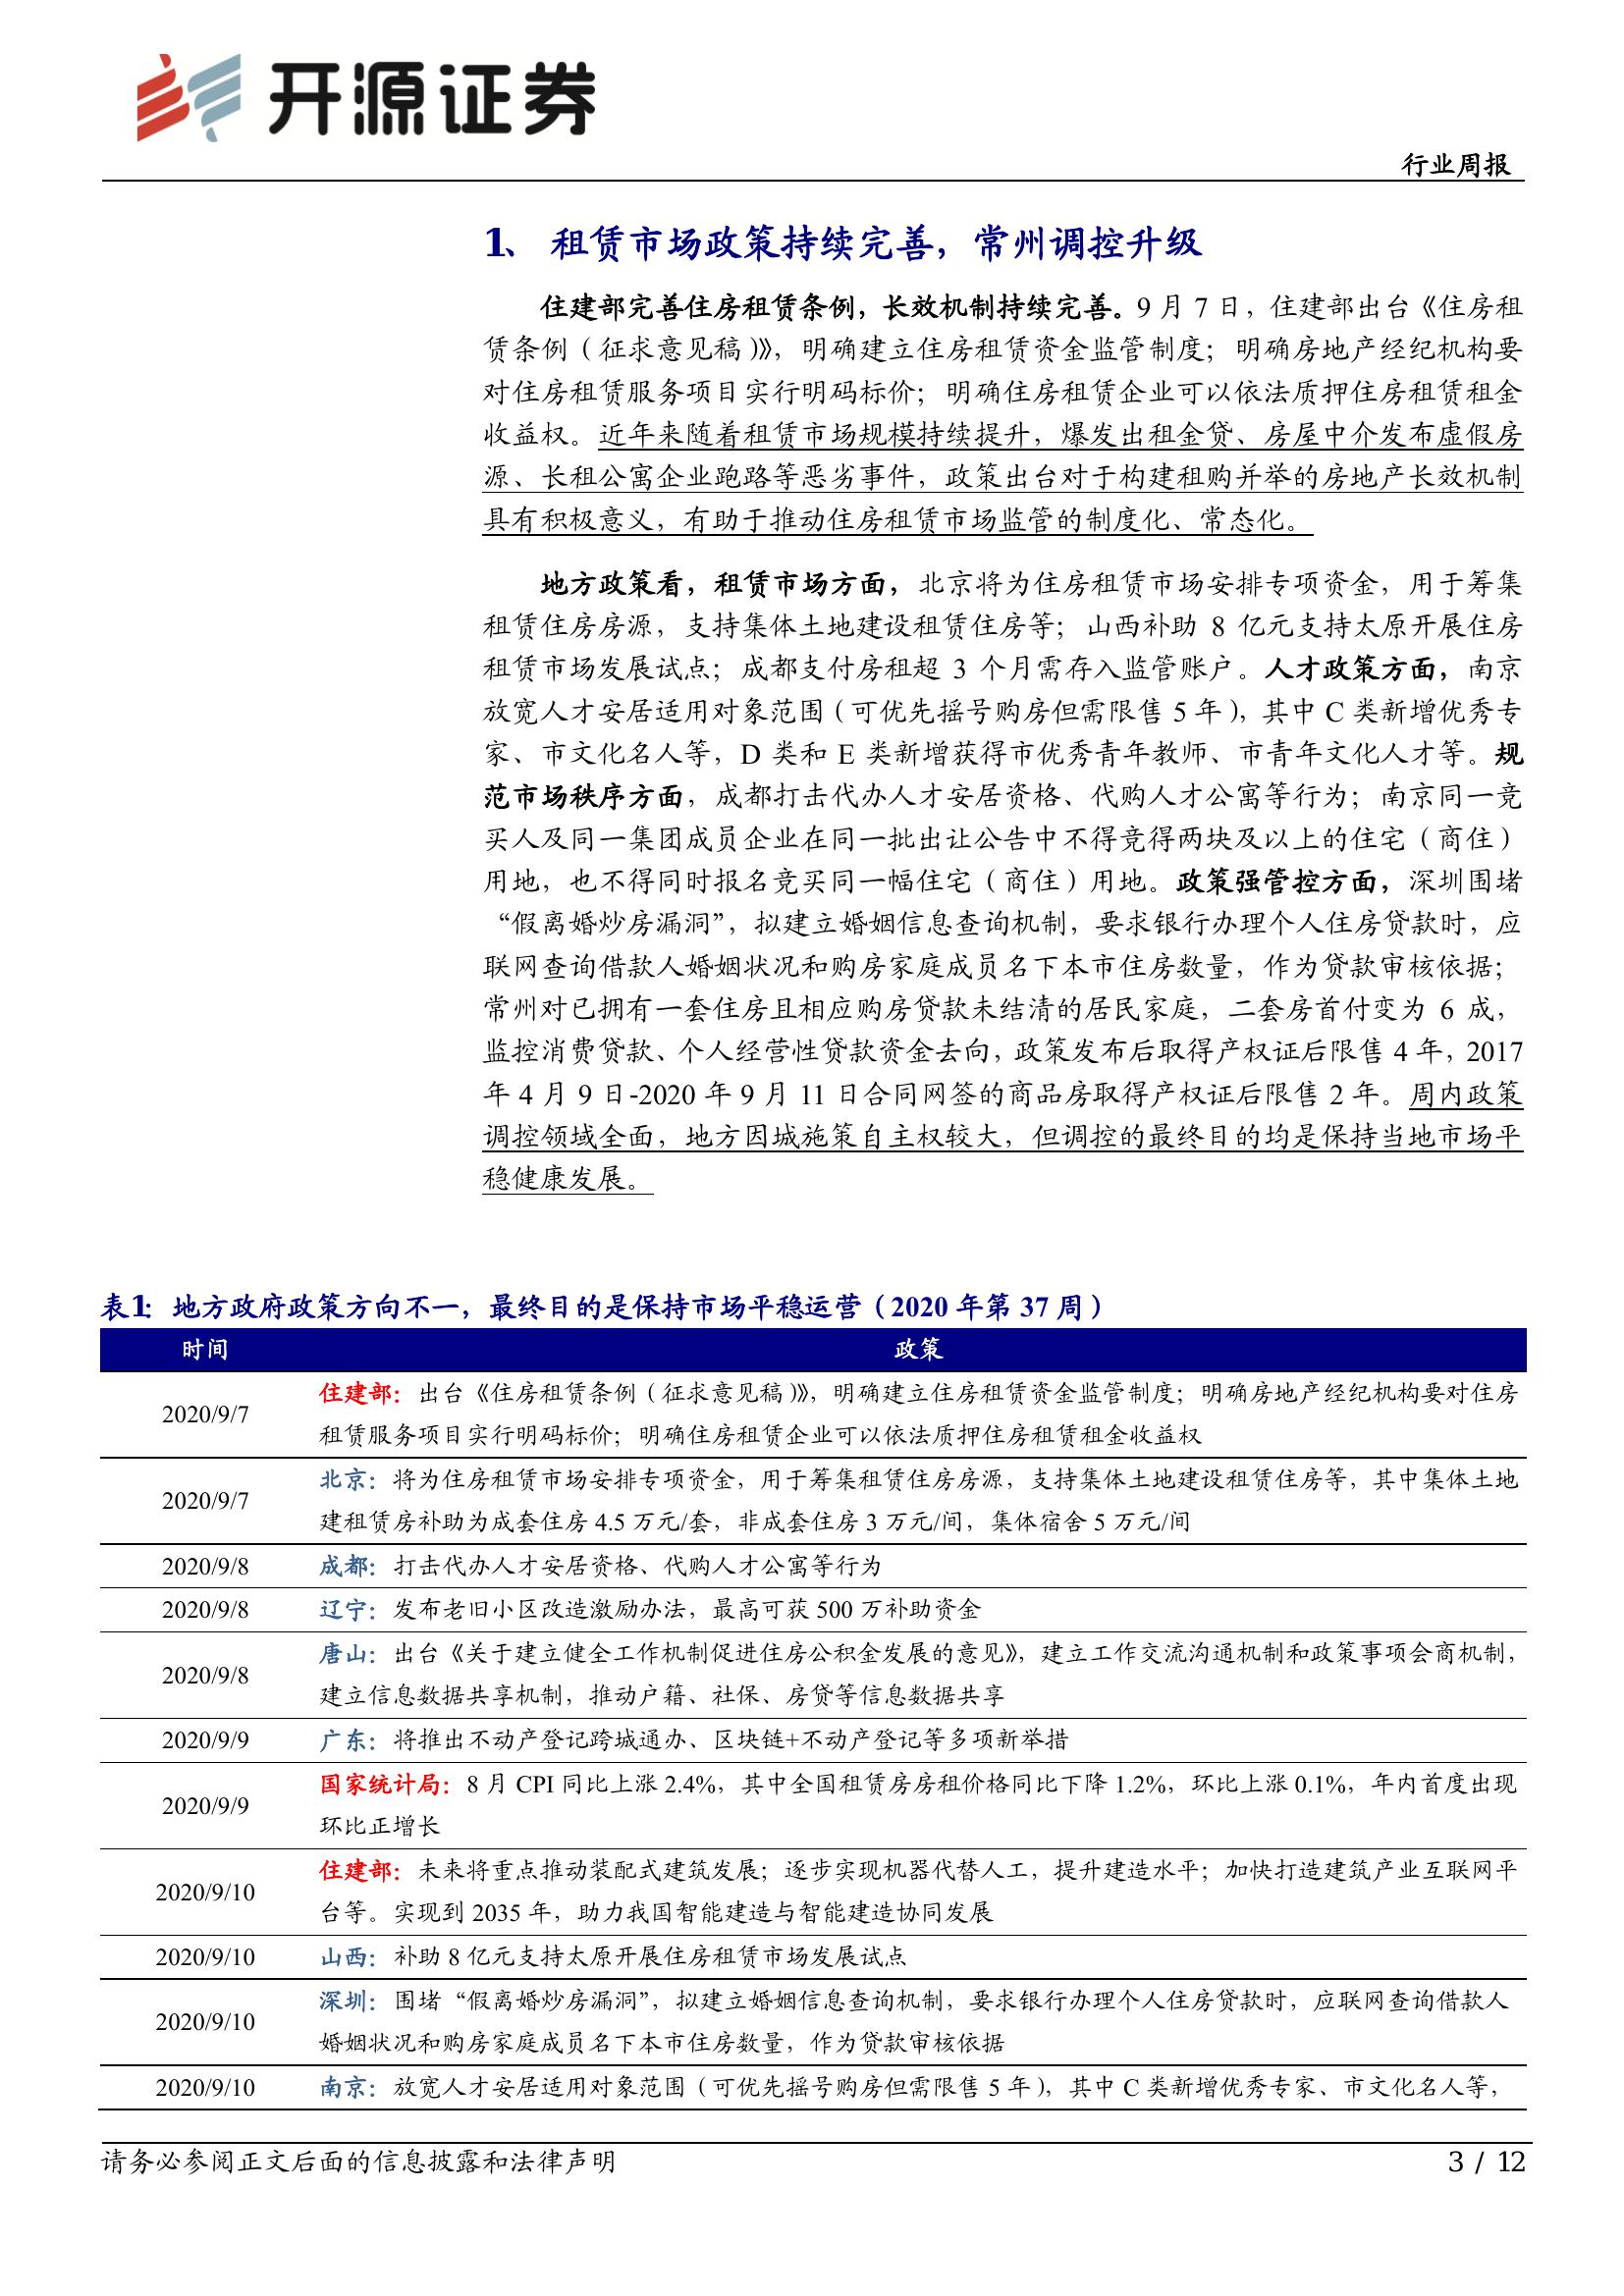 开源证券
行业周报
1、 租赁市场政策持续完善，常州调控升级
住建部完善住房租赁条例，长效机制持续完善。9 月 7 日，住建部出台《住房租
赁条例（征求意见稿）》，明确建立住房租赁资金监管制度；明确房地产经纪机构要
对住房租赁服务项目实行明码标价；明确住房租赁企业可以依法质押住房租赁租金
收益权。近年来随着租赁市场规模持续提升，爆发出租金贷、房屋中介发布虚假房
源、长租公寓企业跑路等恶劣事件，政策出台对于构建租购并举的房地产长效机制
具有积极意义，有助于推动住房租赁市场监管的制度化、常态化。
地方政策看，租赁市场方面，北京将为住房租赁市场安排专项资金，用于筹集
租赁住房房源，支持集体土地建设租赁住房等；山西补助 8 亿元支持太原开展住房
租赁市场发展试点；成都支付房租超 3 个月需存入监管账户。人才政策方面，南京
放宽人才安居适用对象范围（可优先摇号购房但需限售 5 年），其中 C 类新增优秀专
家、市文化名人等，D 类和 E 类新增获得市优秀青年教师、市青年文化人才等。规
范市场秩序方面，成都打击代办人才安居资格、代购人才公寓等行为；南京同一竞
买人及同一集团成员企业在同一批出让公告中不得竞得两块及以上的住宅（商住）
用地，也不得同时报名竞买同一幅住宅（商住）用地。政策强管控方面，深圳围堵
“假离婚炒房漏洞”，拟建立婚姻信息查询机制，要求银行办理个人住房贷款时，应
联网查询借款人婚姻状况和购房家庭成员名下本市住房数量，作为贷款审核依据；
常州对已拥有一套住房且相应购房贷款未结清的居民家庭，二套房首付变为 6 成，
监控消费贷款、个人经营性贷款资金去向，政策发布后取得产权证后限售 4 年，2017
年 4 月 9 日-2020 年 9 月 11 日合同网签的商品房取得产权证后限售 2 年。周内政策
调控领域全面，地方因城施策自主权较大，但调控的最终目的均是保持当地市场平
稳健康发展。
表1： 地方政府政策方向不一，最终目的是保持市场平稳运营（2020 年第 37 周）
时间 政策
2020/9/7 住建部：出台《住房租赁条例（征求意见稿）》，明确建立住房租赁资金监管制度；明确房地产经纪机构要对住房
租赁服务项目实行明码标价；明确住房租赁企业可以依法质押住房租赁租金收益权
2020/9/7 北京：将为住房租赁市场安排专项资金，用于筹集租赁住房房源，支持集体土地建设租赁住房等，其中集体土地
建租赁房补助为成套住房 4.5 万元/套，非成套住房 3 万元/间，集体宿舍 5 万元/间
2020/9/8 成都：打击代办人才安居资格、代购人才公寓等行为
2020/9/8 辽宁：发布老旧小区改造激励办法，最高可获 500 万补助资金
2020/9/8 唐山：出台《关于建立健全工作机制促进住房公积金发展的意见》，建立工作交流沟通机制和政策事项会商机制，
建立信息数据共享机制，推动户籍、社保、房贷等信息数据共享
2020/9/9 广东：将推出不动产登记跨城通办、区块链+不动产登记等多项新举措
2020/9/9 国家统计局：8 月 CPI 同比上涨 2.4%，其中全国租赁房房租价格同比下降 1.2%，环比上涨 0.1%，年内首度出现
环比正增长
2020/9/10 住建部：未来将重点推动装配式建筑发展；逐步实现机器代替人工，提升建造水平；加快打造建筑产业互联网平
台等。实现到 2035 年，助力我国智能建造与智能建造协同发展
2020/9/10 山西：补助 8 亿元支持太原开展住房租赁市场发展试点
2020/9/10 深圳：围堵“假离婚炒房漏洞”，拟建立婚姻信息查询机制，要求银行办理个人住房贷款时，应联网查询借款人
婚姻状况和购房家庭成员名下本市住房数量，作为贷款审核依据
2020/9/10 南京：放宽人才安居适用对象范围（可优先摇号购房但需限售 5 年），其中 C 类新增优秀专家、市文化名人等，
请务必参阅正文后面的信息披露和法律声明 3 / 12